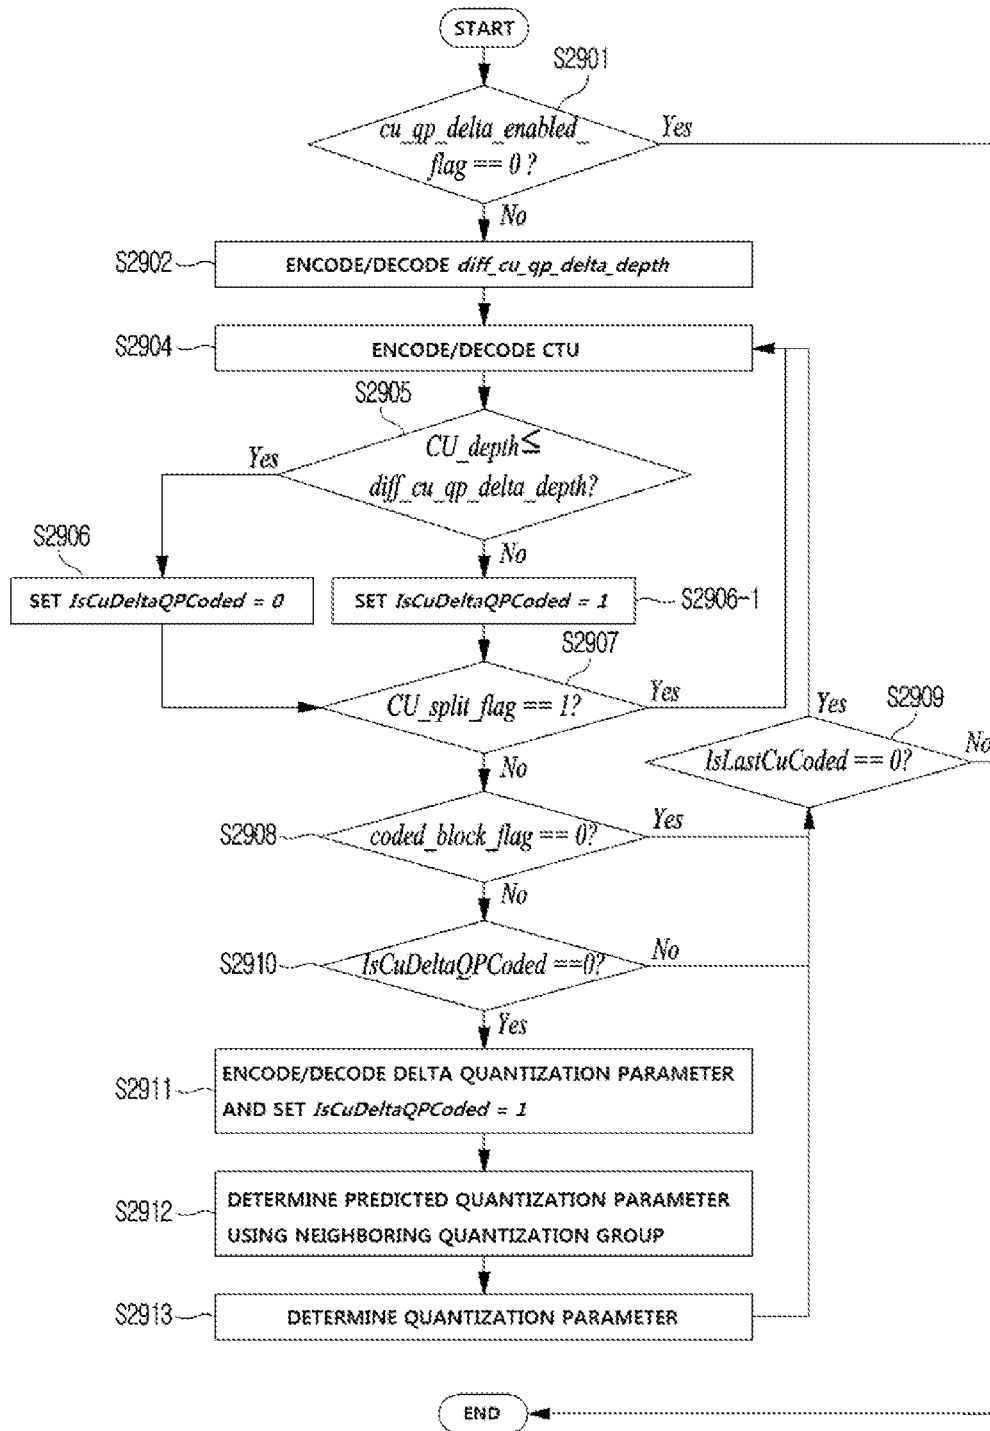 START
S2901
cu_qp_delta_enabled_
flag == 0 ?
Yes
No
S2902
ENCODE/DECODE diff_cu_qp_delta_depth
S2904
ENCODE/DECODE CTU
S2905
CU_depth≤
diff_cu_qp_delta_depth?
Yes
No
S2906
SET IsCuDeltaQPCoded = 0
SET IsCuDeltaQPCoded = 1
S2906-1
S2907
CU_split_flag == 1?
Yes
No
S2909
IsLastCuCoded == 0?
Yes
No
S2908
coded_block_flag == 0?
Yes
No
S2910
IsCuDeltaQPCoded ==0?
No
Yes
S2911
ENCODE/DECODE DELTA QUANTIZATION PARAMETER
AND SET IsCuDeltaQPCoded = 1
S2912
DETERMINE PREDICTED QUANTIZATION PARAMETER
USING NEIGHBORING QUANTIZATION GROUP
S2913
DETERMINE QUANTIZATION PARAMETER
END